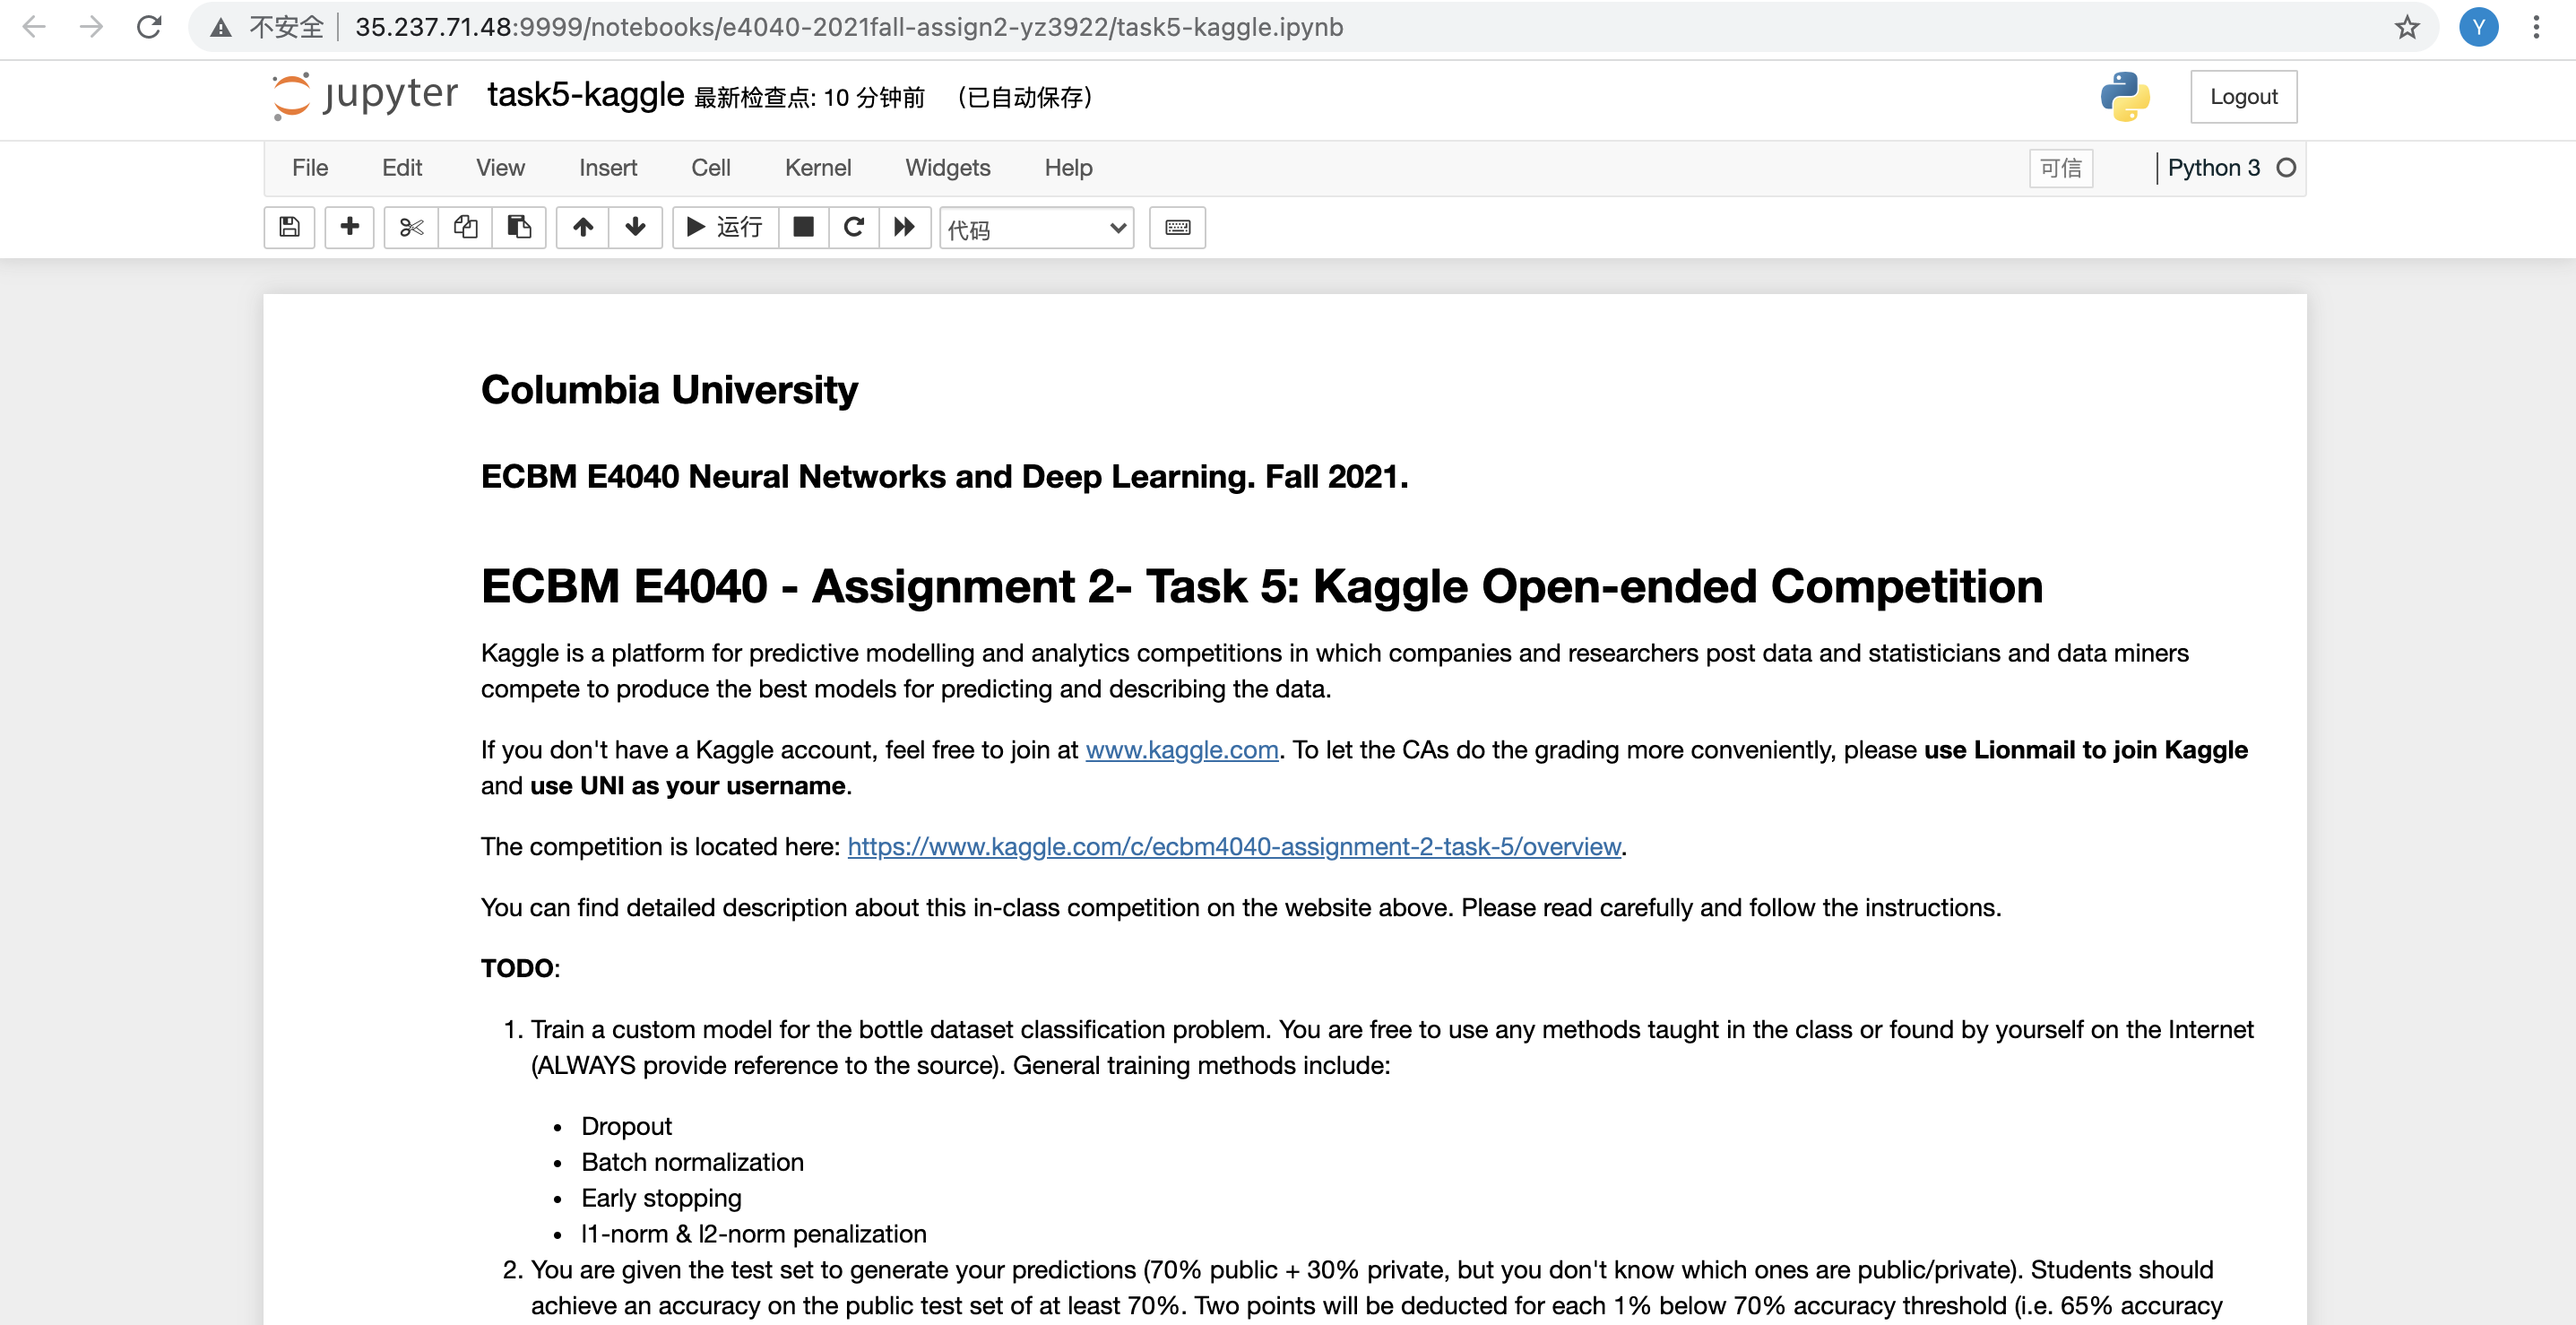 不安全 35.237.71.48:9999/notebooks/e4040-2021fall-assign2-yz3922/task5-kaggle.ipynb Y
jupyter task5-kaggle 最新检查点: 10 分钟前 (已自动保存) Logout
File Edit View Insert Cell Kernel Widgets Help 可信 Python 3
运行 代码
Columbia University
ECBM E4040 Neural Networks and Deep Learning. Fall 2021.
ECBM E4040 - Assignment 2- Task 5: Kaggle Open-ended Competition
Kaggle is a platform for predictive modelling and analytics competitions in which companies and researchers post data and statisticians and data miners
compete to produce the best models for predicting and describing the data.
If you don't have a Kaggle account, feel free to join at www.kaggle.com. To let the CAs do the grading more conveniently, please use Lionmail to join Kaggle
and use UNI as your username.
The competition is located here: https://www.kaggle.com/c/ecbm4040-assignment-2-task-5/overview.
You can find detailed description about this in-class competition on the website above. Please read carefully and follow the instructions.
TODO:
1. Train a custom model for the bottle dataset classification problem. You are free to use any methods taught in the class or found by yourself on the Internet
(ALWAYS provide reference to the source). General training methods include:
• Dropout
• Batch normalization
• Early stopping
• l1-norm & l2-norm penalization
2. You are given the test set to generate your predictions (70% public + 30% private, but you don't know which ones are public/private). Students should
achieve an accuracy on the public test set of at least 70%. Two points will be deducted for each 1% below 70% accuracy threshold (i.e. 65% accuracy